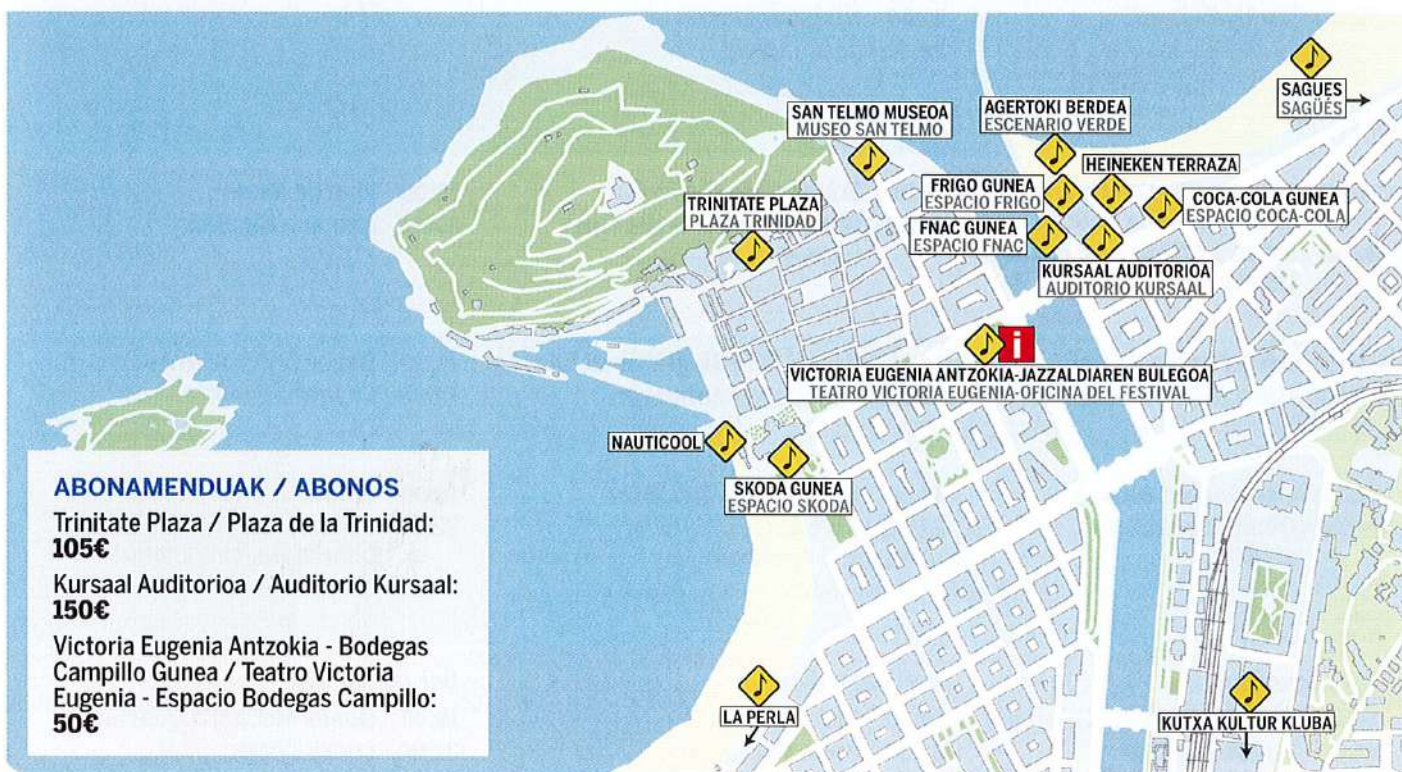 SAGUES
SAGÜÉS
SAN TELMO MUSEOA
MUSEO SAN TELMO
AGERTOKI BERDEA
ESCENARIO VERDE
HEINEKEN TERRAZA
FRIGO GUNEA
ESPACIO FRIGO
COCA-COLA GUNEA
ESPACIO COCA-COLA
TRINITATE PLAZA
PLAZA TRINIDAD
FNAC GUNEA
ESPACIO FNAC
KURSAAL AUDITORIOA
AUDITORIO KURSAAL
i
VICTORIA EUGENIA ANTZOKIA-JAZZALDIAREN BULEGOA
TEATRO VICTORIA EUGENIA-OFICINA DEL FESTIVAL
NAUTICOOL
SKODA GUNEA
ESPACIO SKODA
ABONAMENDUAK / ABONOS
Trinitate Plaza / Plaza de la Trinidad:
105€
Kursaal Auditorioa / Auditorio Kursaal:
150€
Victoria Eugenia Antzokia - Bodegas
Campillo Gunea / Teatro Victoria
Eugenia - Espacio Bodegas Campillo:
50€
LA PERLA
KUTXA KULTUR KLUBA